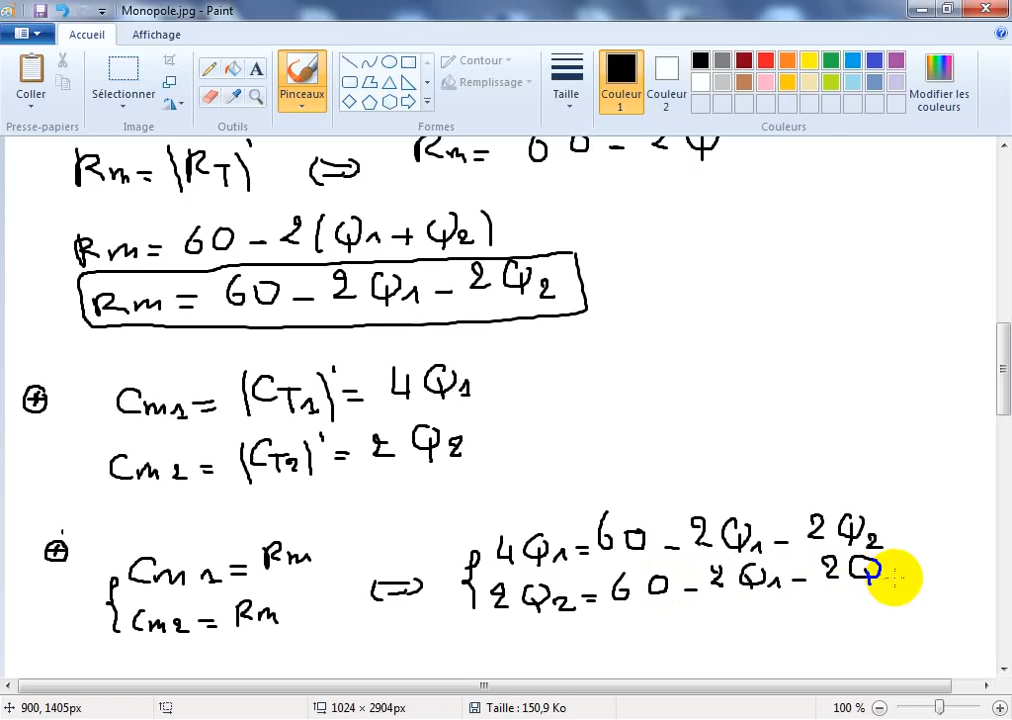 Monopole.jpg - Paint
Accueil Affichage
Coller
Sélectionner
Pinceaux
Contour
Remplissage
Taille
Couleur 1
Couleur 2
Modifier les couleurs
Presse-papiers Image Outils Formes Couleurs
Rm = (RT)' ⇔ Rm = 60 - 2Q
Rm = 60 - 2(Q1 + Q2)
Rm = 60 - 2Q1 - 2Q2
⊕ Cm1 = (CT1)' = 4Q1
Cm2 = (CT2)' = 2Q2
⊕ { Cm1 = Rm ⇔ { 4Q1 = 60 - 2Q1 - 2Q2
Cm2 = Rm 2Q2 = 60 - 2Q1 - 2Q
900, 1405px 1024 × 2904px Taille : 150,9 Ko 100 %